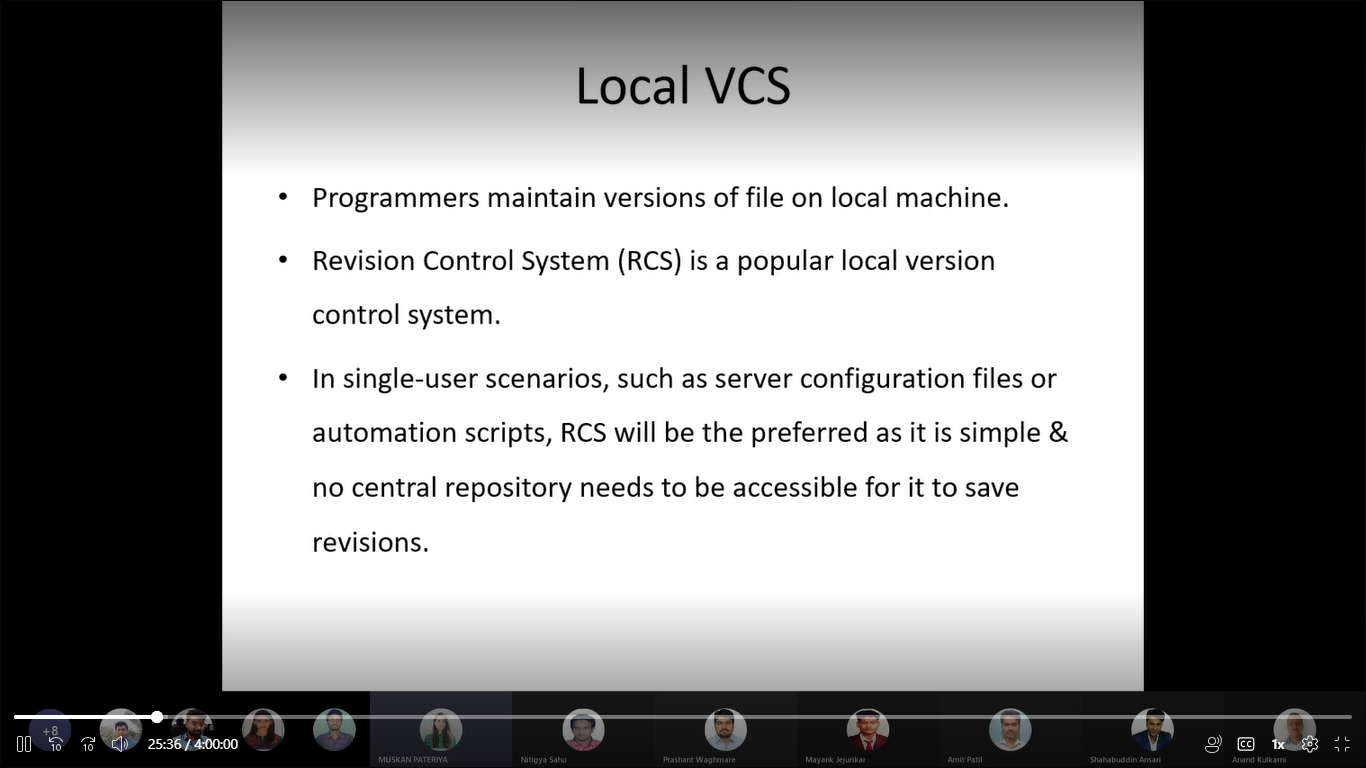 Local VCS
• Programmers maintain versions of file on local machine.
• Revision Control System (RCS) is a popular local version
control system.
• In single-user scenarios, such as server configuration files or
automation scripts, RCS will be the preferred as it is simple &
no central repository needs to be accessible for it to save
revisions.
+8
10 10 25:36 / 4:00:00 CC 1x
MUSKAN PATERIYA Nitigya Sahu Prashant Waghmare Mayank Jejurikar Amit Patil Shahabuddin Ansari Anand Kulkarni